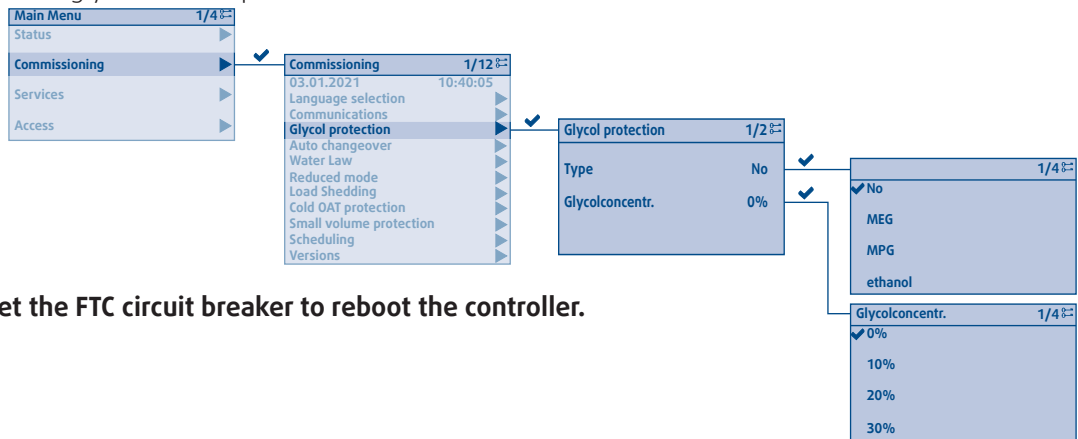 Main Menu 1/4
Status
Commissioning
Services
Access
Commissioning 1/12
03.01.2021 10:40:05
Language selection
Communications
Glycol protection
Auto changeover
Water Law
Reduced mode
Load Shedding
Cold OAT protection
Small volume protection
Scheduling
Versions
Glycol protection 1/2
Type No
Glycolconcentr. 0%
1/4
No
MEG
MPG
ethanol
Glycolconcentr. 1/4
0%
10%
20%
30%
et the FTC circuit breaker to reboot the controller.